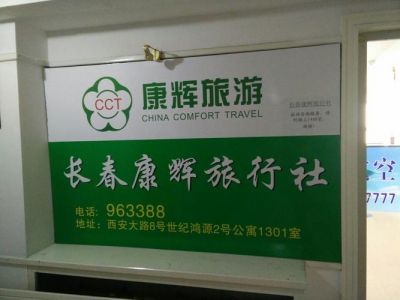 CCT
康辉旅游
CHINA COMFORT TRAVEL
长春康辉旅行社
电话: 963388
地址: 西安大路6号世纪鸿源2号公寓1301室
空
7777